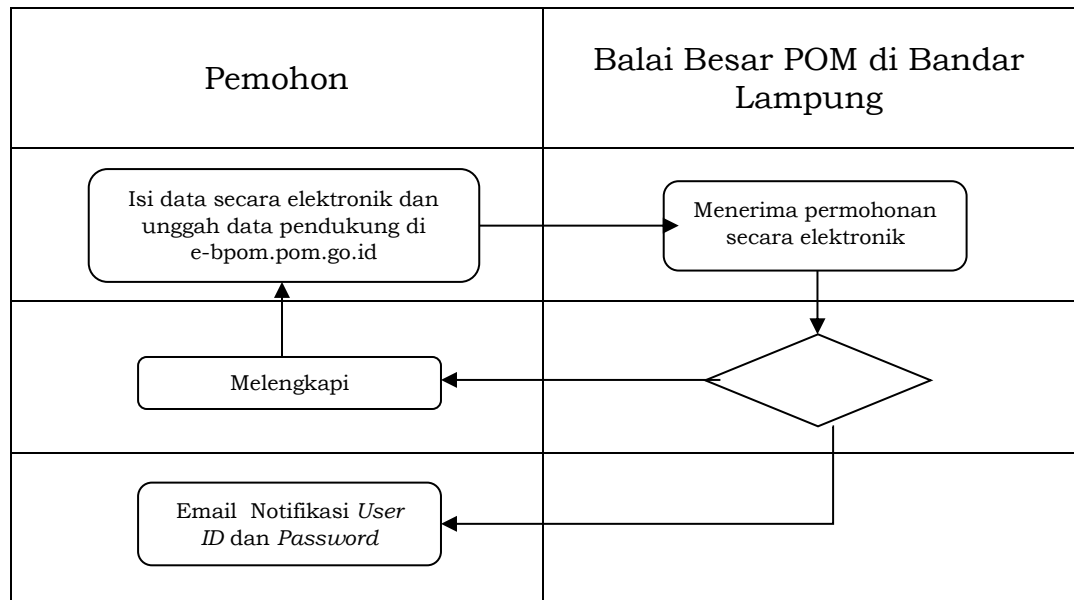 Pemohon
Balai Besar POM di Bandar
Lampung
Isi data secara elektronik dan
unggah data pendukung di
e-bpom.pom.go.id
Menerima permohonan
secara elektronik
Melengkapi
Email  Notifikasi User
ID dan Password